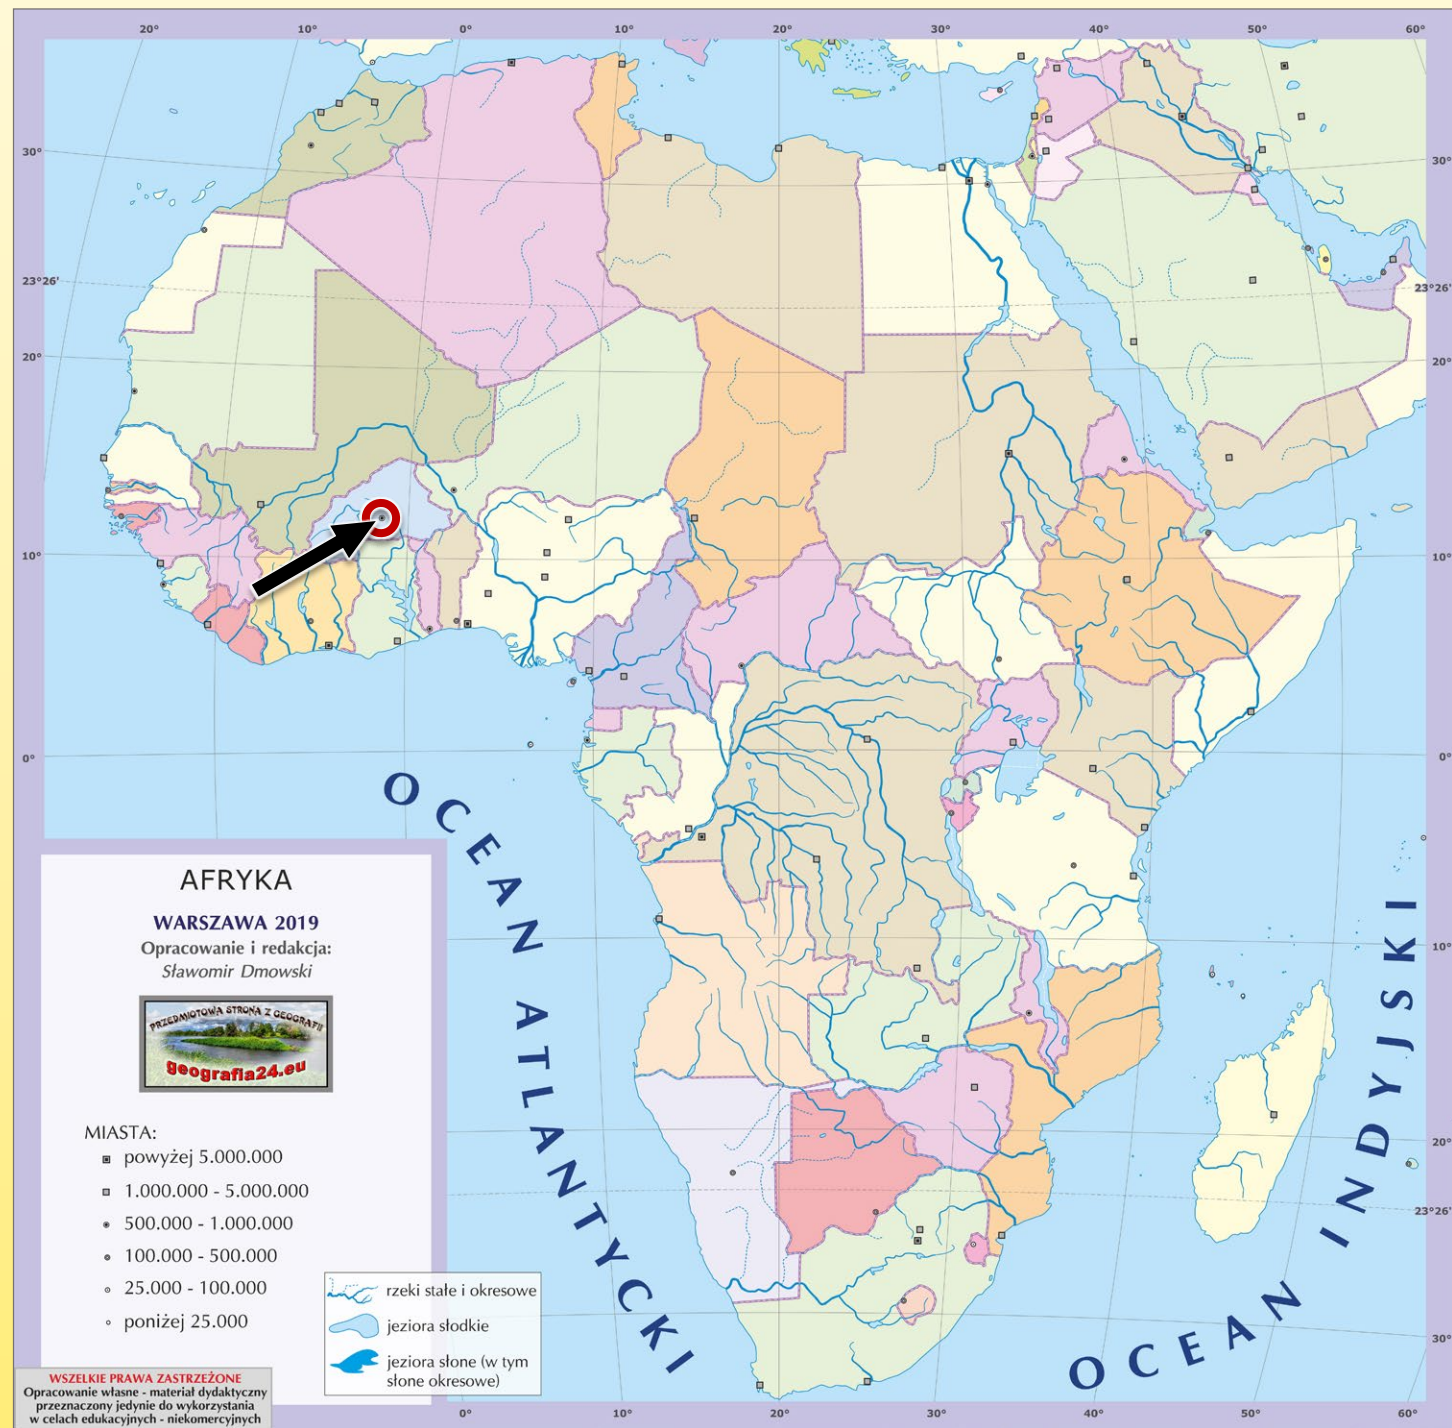 20° 10° 0° 10° 20° 30° 40° 50° 60°
30° 30°
23°26' 23°26'
20° 20°
10° 10°
0° 0°
10°
20°
23°26'
30°
OCEAN ATLANTYCKI
OCEAN INDYJSKI
AFRYKA
WARSZAWA 2019
Opracowanie i redakcja:
Sławomir Dmowski
PRZEDMIOTOWA STRONA Z GEOGRAFII
geografia24.eu
MIASTA:
powyżej 5.000.000
1.000.000 - 5.000.000
500.000 - 1.000.000
100.000 - 500.000
25.000 - 100.000
poniżej 25.000
rzeki stałe i okresowe
jeziora słodkie
jeziora słone (w tym
słone okresowe)
WSZELKIE PRAWA ZASTRZEŻONE
Opracowanie własne - materiał dydaktyczny
przeznaczony jedynie do wykorzystania
w celach edukacyjnych - niekomercyjnych
0° 10° 20° 30° 40° 50° 60°